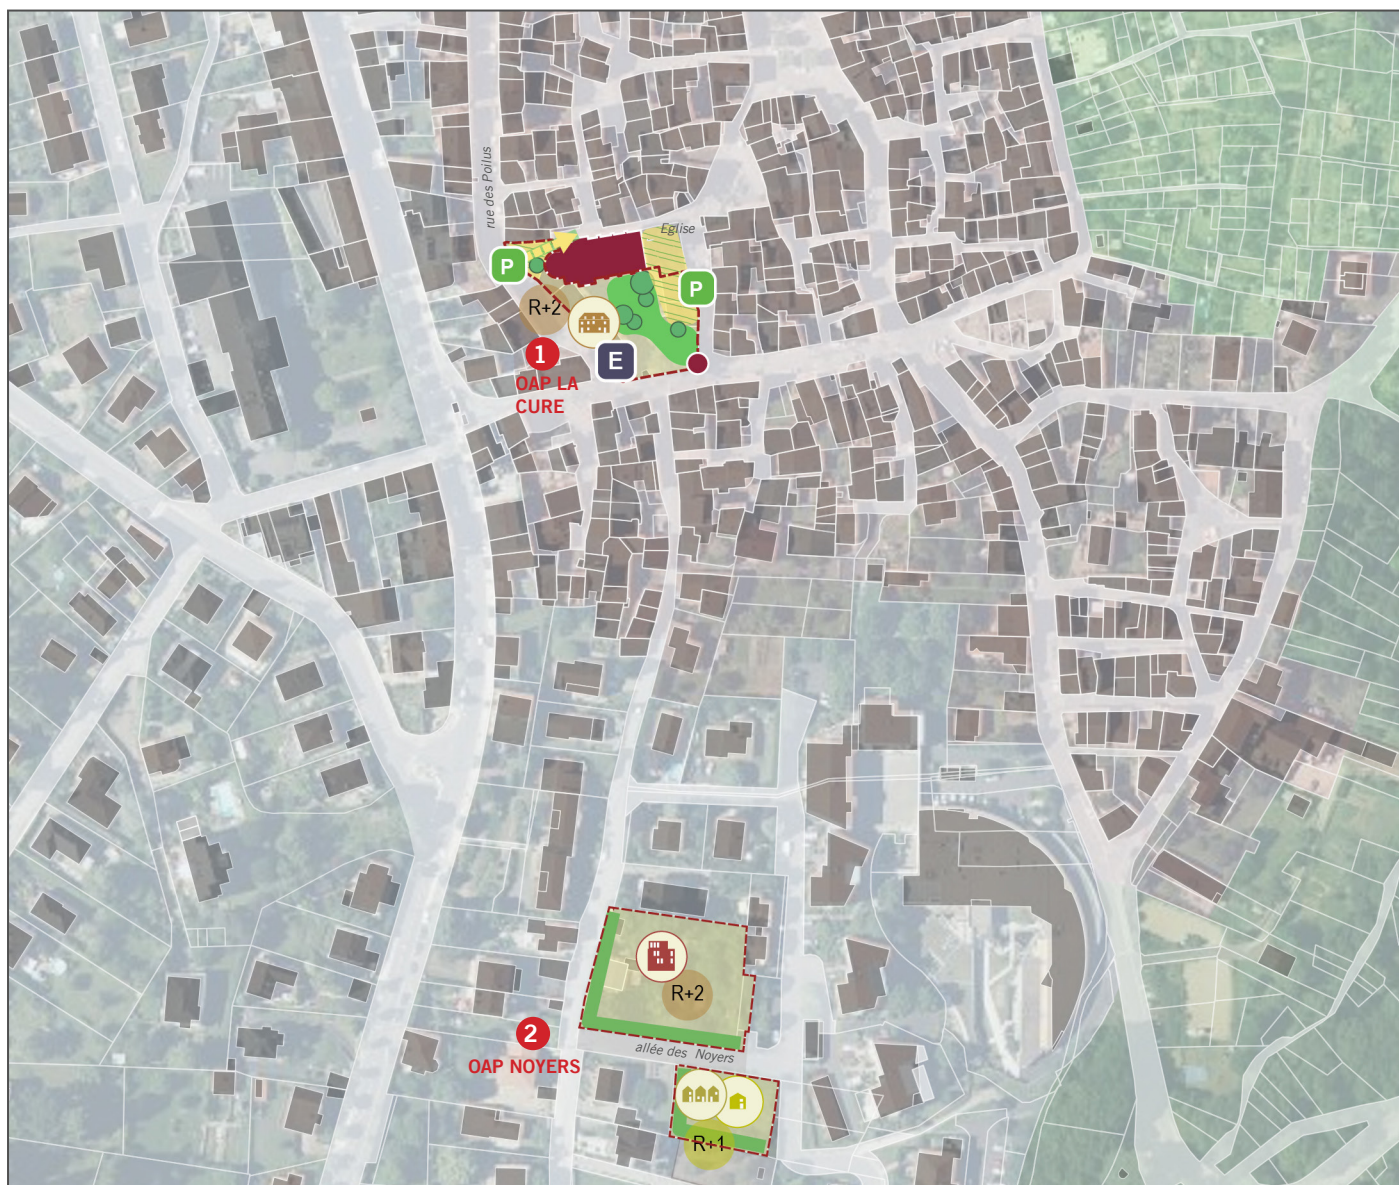 rue des Poilus
Eglise
P
P
R+2
1
E
OAP LA
CURE
R+2
2
allée des Noyers
OAP NOYERS
R+1